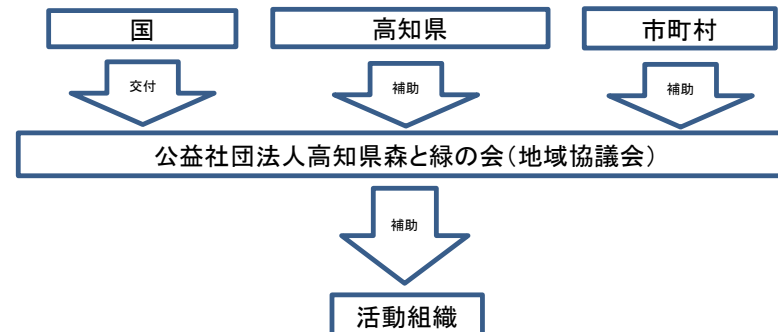 国
高知県
市町村
交付
補助
補助
公益社団法人高知県森と緑の会(地域協議会)
補助
活動組織